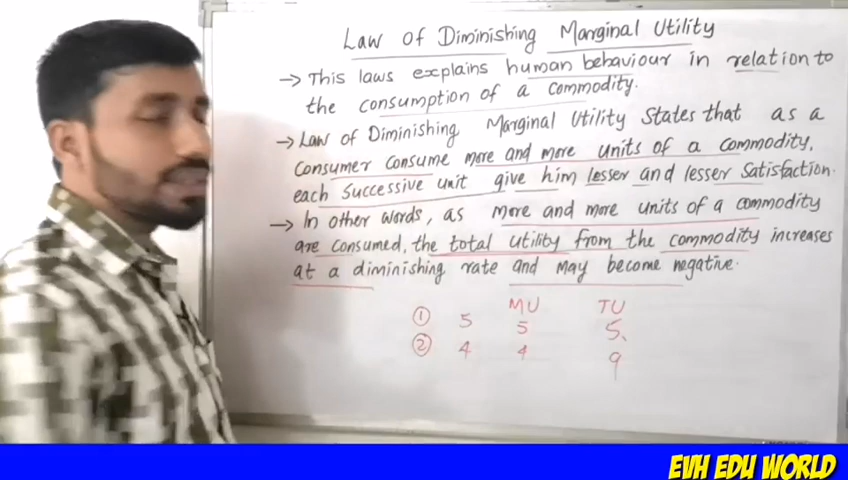 Law of Diminishing Marginal Utility
→ This laws explains human behaviour in relation to
the consumption of a commodity.
→ Law of Diminishing Marginal Utility States that as a
Consumer Consume more and more units of a commodity,
each Successive unit give him lesser and lesser Satisfaction.
→ In other words, as More and more units of a commodity
are consumed, the total utility from the commodity increases
at a diminishing rate and may become negative.
MU TU
① 5 5 5
② 4 4 9
EVH EDU WORLD